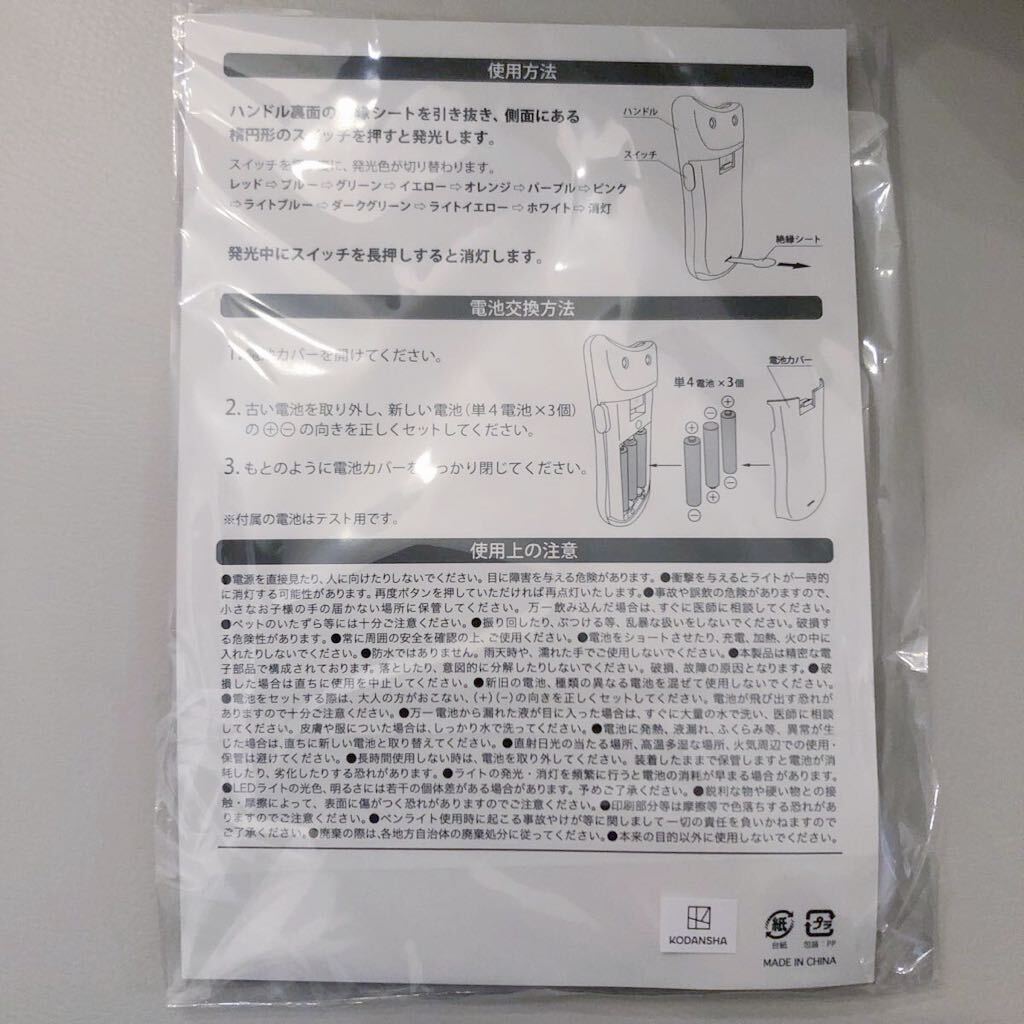 使用方法
ハンドル裏面の 縁シートを引き抜き、側面にある
楕円形のスイッチを押すと発光します。
スイッチを に、発光色が切り替わります。
レッド⇨ブルー⇨グリーン⇨イエロー⇨オレンジ⇨パープル⇨ピンク
⇨ライトブルー⇨ダークグリーン⇨ライトイエロー⇨ホワイト⇨消灯
発光中にスイッチを長押しすると消灯します。
ハンドル
スイッチ
絶縁シート
電池交換方法
1. 電池カバーを開けてください。
2. 古い電池を取り外し、新しい電池(単4電池×3個)
の⊕⊖の向きを正しくセットしてください。
3. もとのように電池カバーを っかり閉じてください。
※付属の電池はテスト用です。
単4電池×3個
電池カバー
⊕
⊖
⊕
⊖
⊕
⊖
使用上の注意
●電源を直接見たり、人に向けたりしないでください。目に障害を与える危険があります。●衝撃を与えるとライトが一時的
に消灯する可能性があります。再度ボタンを押していただければ再点灯いたします。●事故や誤飲の危険がありますので、
小さなお子様の手の届かない場所に保管してください。万一飲み込んだ場合は、すぐに医師に相談してください。
●ペットのいたずら等には十分ご注意ください。●振り回したり、ぶつける等、乱暴な扱いをしないでください。破損す
る危険性があります。●常に周囲の安全を確認の上、ご使用ください。●電池をショートさせたり、充電、加熱、火の中に
入れたりしないでください。●防水ではありません。雨天時や、濡れた手でご使用しないでください。●本製品は精密な電
子部品で構成されております。落としたり、意図的に分解したりしないでください。破損、故障の原因となります。●破
損した場合は直ちに使用を中止してください。●新旧の電池、種類の異なる電池を混ぜて使用しないでください。
●電池をセットする際は、大人の方がおこない、(+)(−)の向きを正しくセットしてください。電池が飛び出す恐れが
ありますので十分ご注意ください。●万一電池から漏れた液が目に入った場合は、すぐに大量の水で洗い、医師に相談
してください。皮膚や服についた場合は、しっかり水で洗ってください。●電池に発熱、液漏れ、ふくらみ等、異常が生
じた場合は、直ちに新しい電池と取り替えてください。●直射日光の当たる場所、高温多湿な場所、火気周辺での使用・
保管は避けてください。●長時間使用しない時は、電池を取り外してください。装着したままで保管しますと電池が消
耗したり、劣化したりする恐れがあります。●ライトの発光・消灯を頻繁に行うと電池の消耗が早まる場合があります。
●LEDライトの光色、明るさには若干の個体差がある場合があります。予めご了承ください。●鋭利な物や硬い物との接
触・摩擦によって、表面に傷がつく恐れがありますのでご注意ください。●印刷部分等は摩擦等で色落ちする恐れがあ
りますのでご注意ください。●ペンライト使用時に起こる事故やけが等に関しまして一切の責任を負いかねますので
ご了承ください。●廃棄の際は、各地方自治体の廃棄処分に従ってください。●本来の目的以外に使用しないでください。
KODANSHA
紙
台紙
プラ
包装:PP
MADE IN CHINA